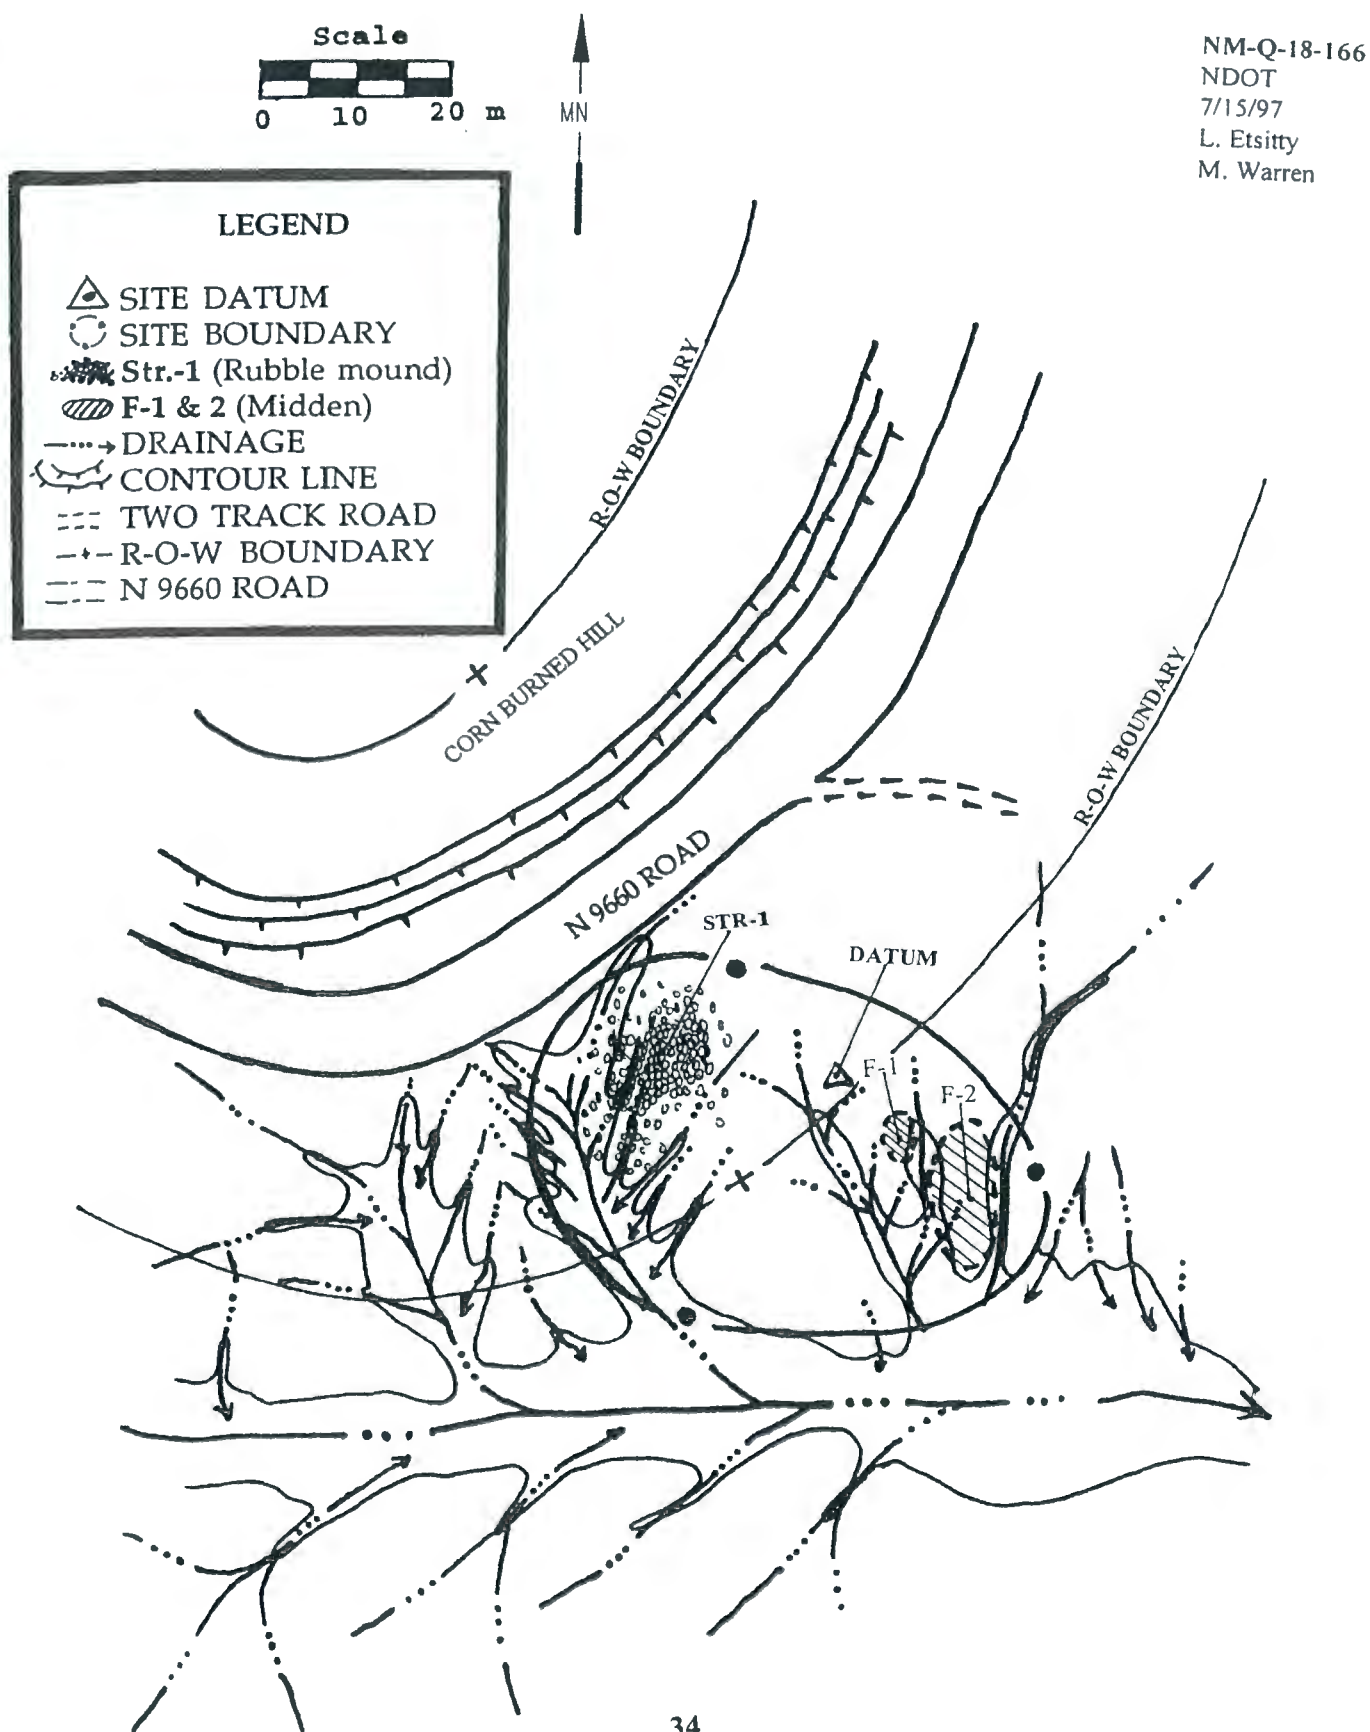 Scale
0 10 20 m
MN
NM-Q-18-166
NDOT
7/15/97
L. Etsitty
M. Warren
LEGEND
SITE DATUM
SITE BOUNDARY
Str.-1 (Rubble mound)
F-1 & 2 (Midden)
DRAINAGE
CONTOUR LINE
TWO TRACK ROAD
R-O-W BOUNDARY
N 9660 ROAD
R-O-W BOUNDARY
CORN BURNED HILL
R-O-W BOUNDARY
N 9660 ROAD
STR-1
DATUM
F-1
F-2
34